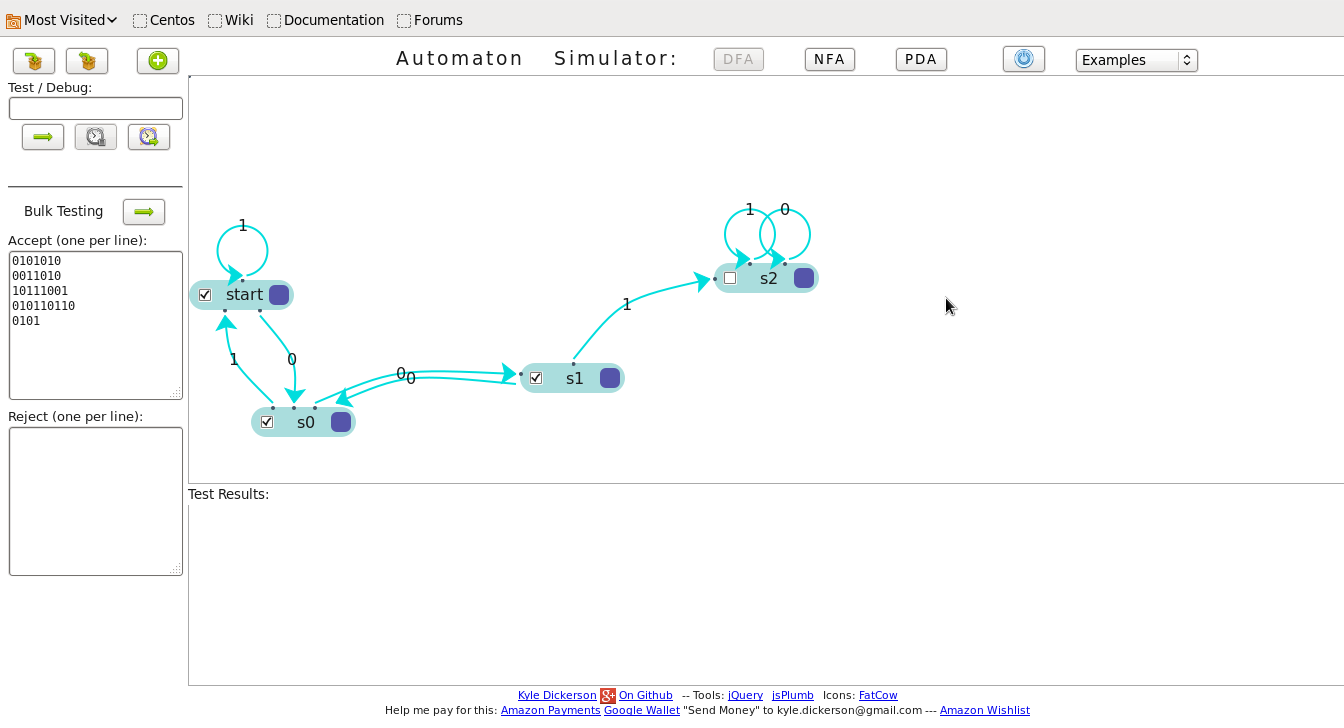 Most Visited Centos Wiki Documentation Forums
Automaton Simulator: DFA NFA PDA Examples
Test / Debug:
Bulk Testing
Accept (one per line):
0101010
0011010
10111001
010110110
0101
Reject (one per line):
1
start
1
0
s0
0
0
s1
1
1
0
s2
Test Results:
Kyle Dickerson g+ On Github -- Tools: jQuery jsPlumb Icons: FatCow
Help me pay for this: Amazon Payments Google Wallet "Send Money" to kyle.dickerson@gmail.com --- Amazon Wishlist